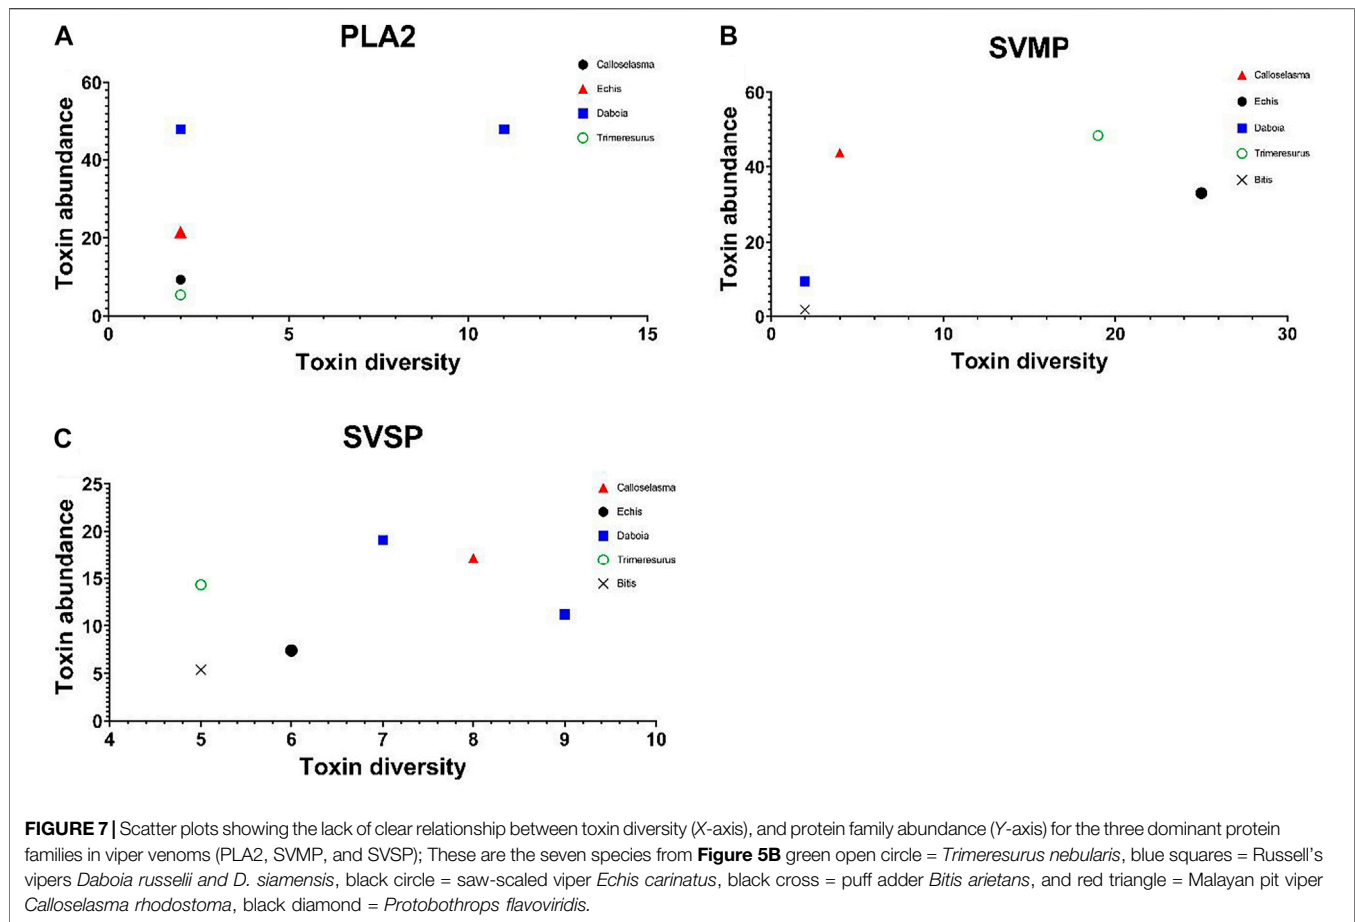 A
PLA2
Calloselasma
Echis
Daboia
Trimeresurus
Toxin abundance
60
40
20
0
0 5 10 15
Toxin diversity
B
SVMP
Calloselasma
Echis
Daboia
Trimeresurus
Bitis
Toxin abundance
60
40
20
0
0 10 20 30
Toxin diversity
C
SVSP
Calloselasma
Echis
Daboia
Trimeresurus
Bitis
Toxin abundance
25
20
15
10
5
0
4 5 6 7 8 9 10
Toxin diversity
FIGURE 7 | Scatter plots showing the lack of clear relationship between toxin diversity (X-axis), and protein family abundance (Y-axis) for the three dominant protein
families in viper venoms (PLA2, SVMP, and SVSP); These are the seven species from Figure 5B green open circle = Trimeresurus nebularis, blue squares = Russell's
vipers Daboia russelii and D. siamensis, black circle = saw-scaled viper Echis carinatus, black cross = puff adder Bitis arietans, and red triangle = Malayan pit viper
Calloselasma rhodostoma, black diamond = Protobothrops flavoviridis.